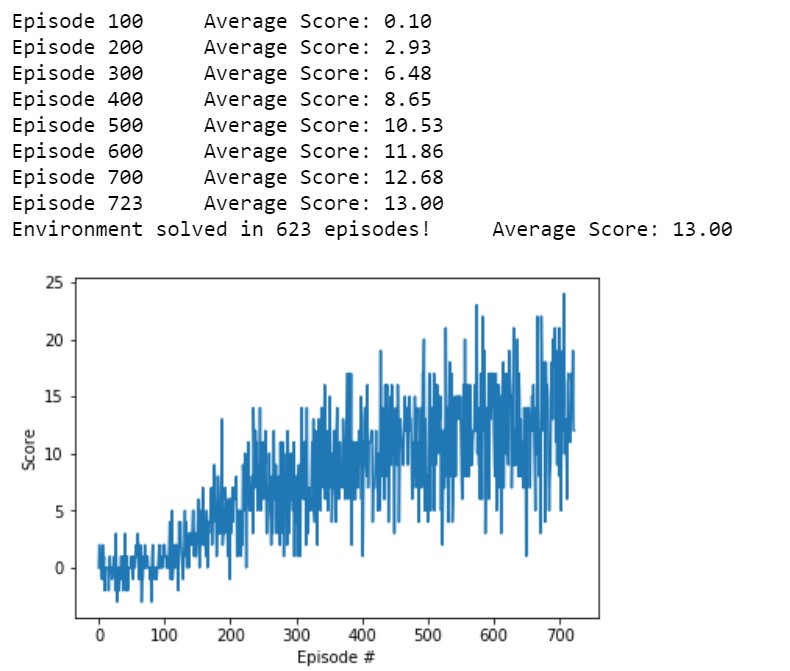 Episode 100	Average Score: 0.10
Episode 200	Average Score: 2.93
Episode 300	Average Score: 6.48
Episode 400	Average Score: 8.65
Episode 500	Average Score: 10.53
Episode 600	Average Score: 11.86
Episode 700	Average Score: 12.68
Episode 723	Average Score: 13.00
Environment solved in 623 episodes!	Average Score: 13.00
25
20
15
10
5
0
Score
0 100 200 300 400 500 600 700
Episode #